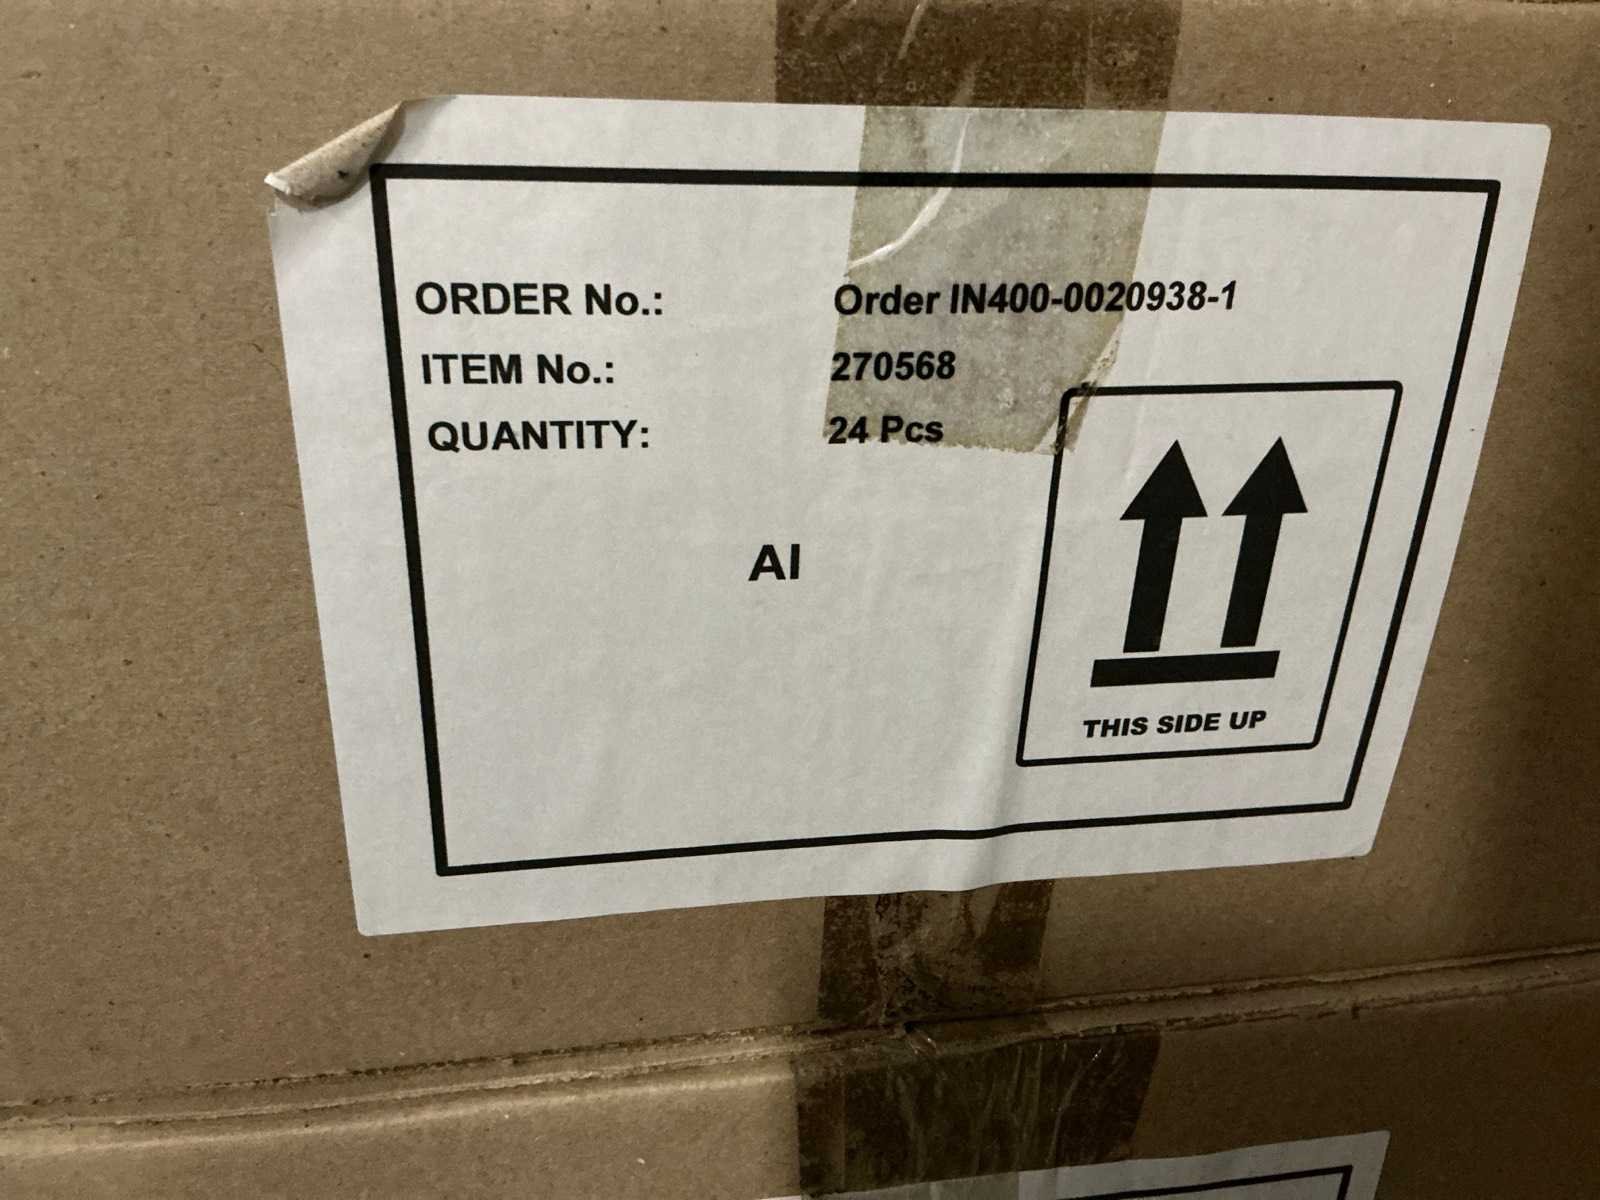 ORDER No.: Order IN400-0020938-1
ITEM No.: 270568
QUANTITY: 24 Pcs
AI
THIS SIDE UP